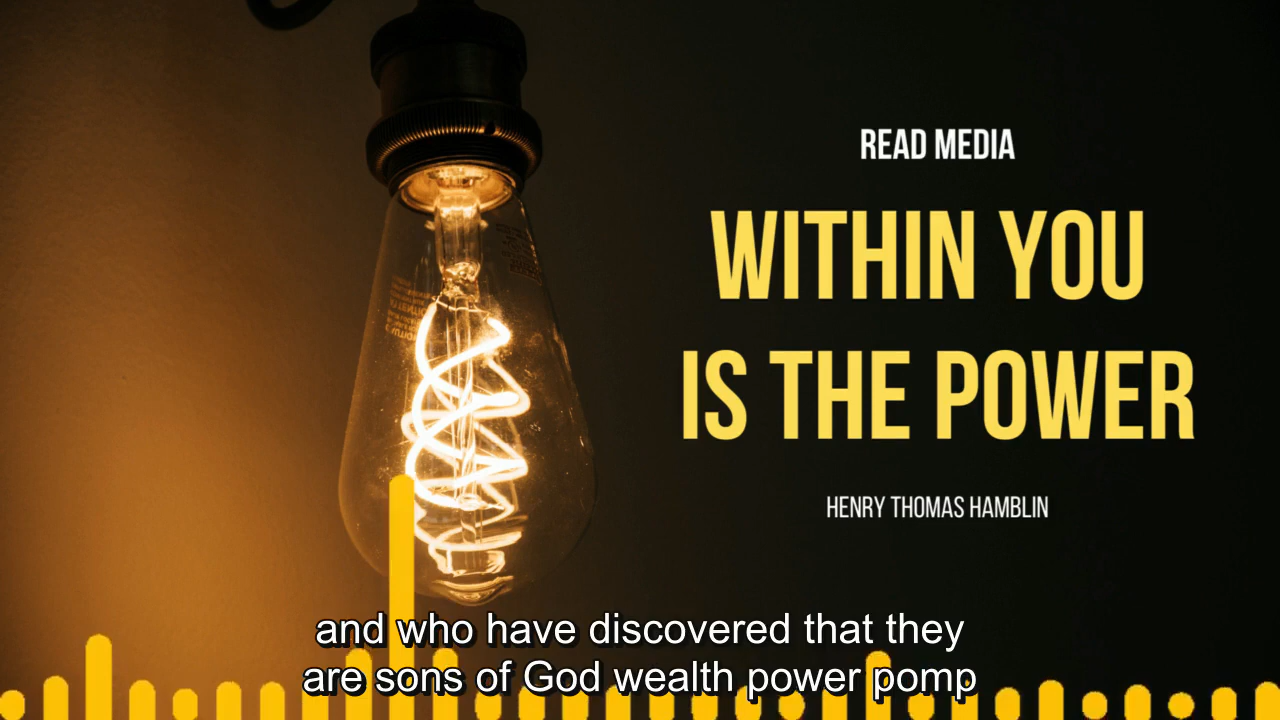 READ MEDIA
WITHIN YOU
IS THE POWER
HENRY THOMAS HAMBLIN
and who have discovered that they
are sons of God wealth power pomp